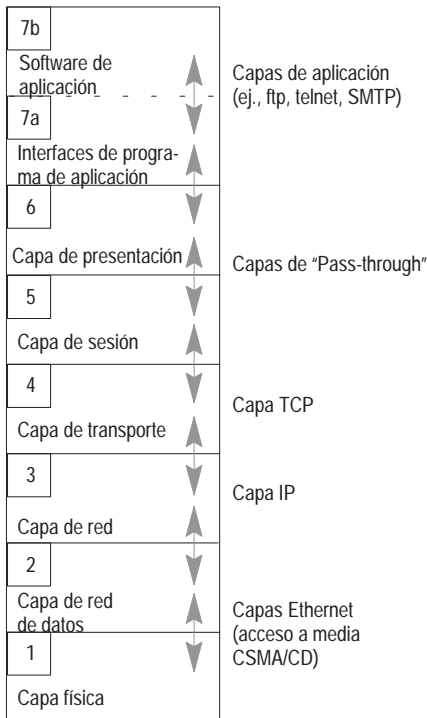 7b
Software de
aplicación
Capas de aplicación
(ej., ftp, telnet, SMTP)
7a
Interfaces de progra-
ma de aplicación
6
Capa de presentación
Capas de “Pass-through”
5
Capa de sesión
4
Capa TCP
Capa de transporte
3
Capa IP
Capa de red
2
Capa de red
de datos
Capas Ethernet
(acceso a media
CSMA/CD)
1
Capa física